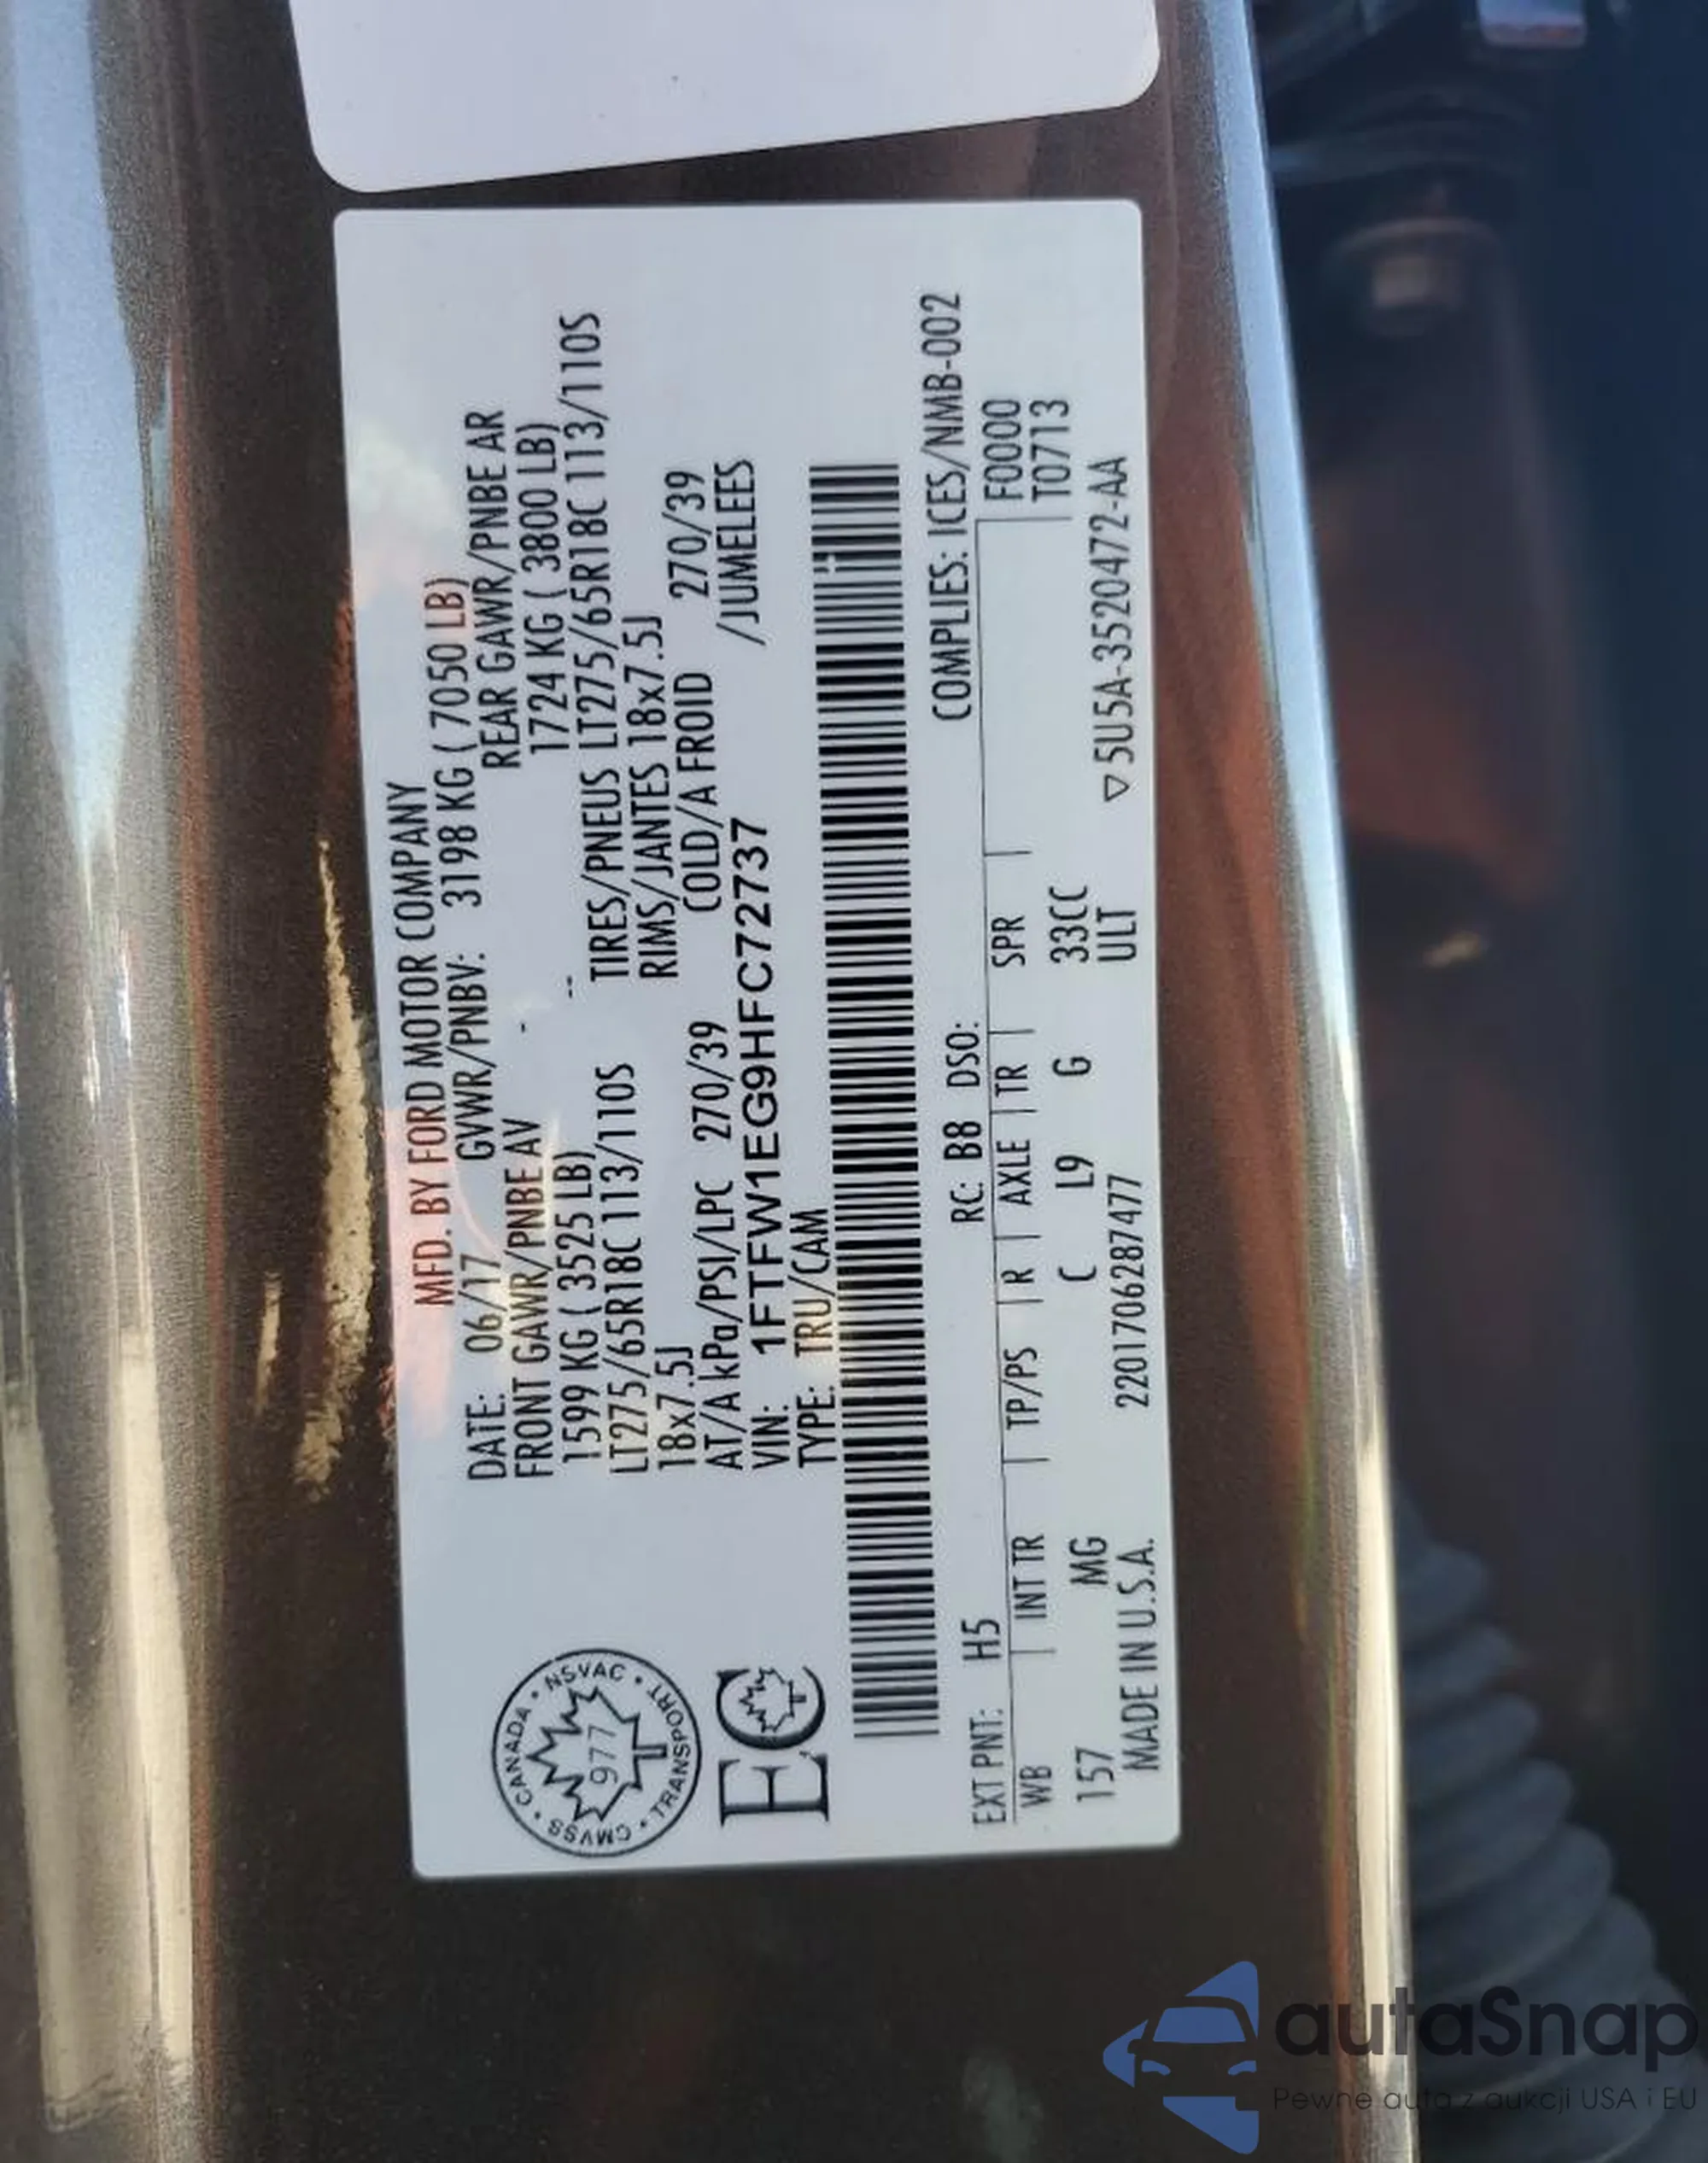 MFD. BY FORD MOTOR COMPANY
DATE: 06/17 GVWR/PNBV: 3198 KG ( 7050 LB)
FRONT GAWR/PNBE AV - REAR GAWR/PNBE AR
1599 KG ( 3525 LB) -- 1724 KG ( 3800 LB)
LT275/65R18C 113/110S TIRES/PNEUS LT275/65R18C 113/110S
18x7.5J RIMS/JANTES 18x7.5J
AT/A kPa/PSI/LPC 270/39 COLD/A FROID 270/39
VIN: 1FTFW1EG9HFC72737 /JUMELEES
TYPE: TRU/CAM
CANADA • NSVAC • TRANSPORT • CMVSS •
977
EC
COMPLIES: ICES/NMB-002
EXT PNT: H5 RC: B8 DSO: F0000
WB INT TR TP/PS R AXLE TR SPR T0713
157 MG C L9 G 33CC
ULT
MADE IN U.S.A. 2201706287477 ▽5U5A-3520472-AA
autaSnap
Pewne auta z aukcji USA i EU